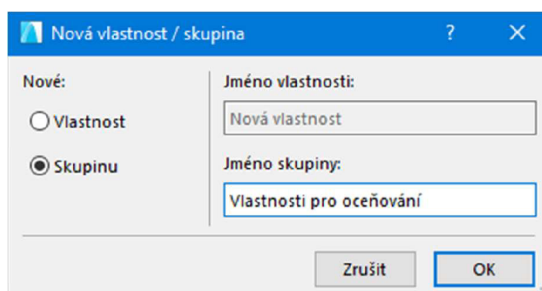 Nová vlastnost / skupina ?
Nové:
Vlastnost
Skupinu
Jméno vlastnosti:
Nová vlastnost
Jméno skupiny:
Vlastnosti pro oceňování
Zrušit OK